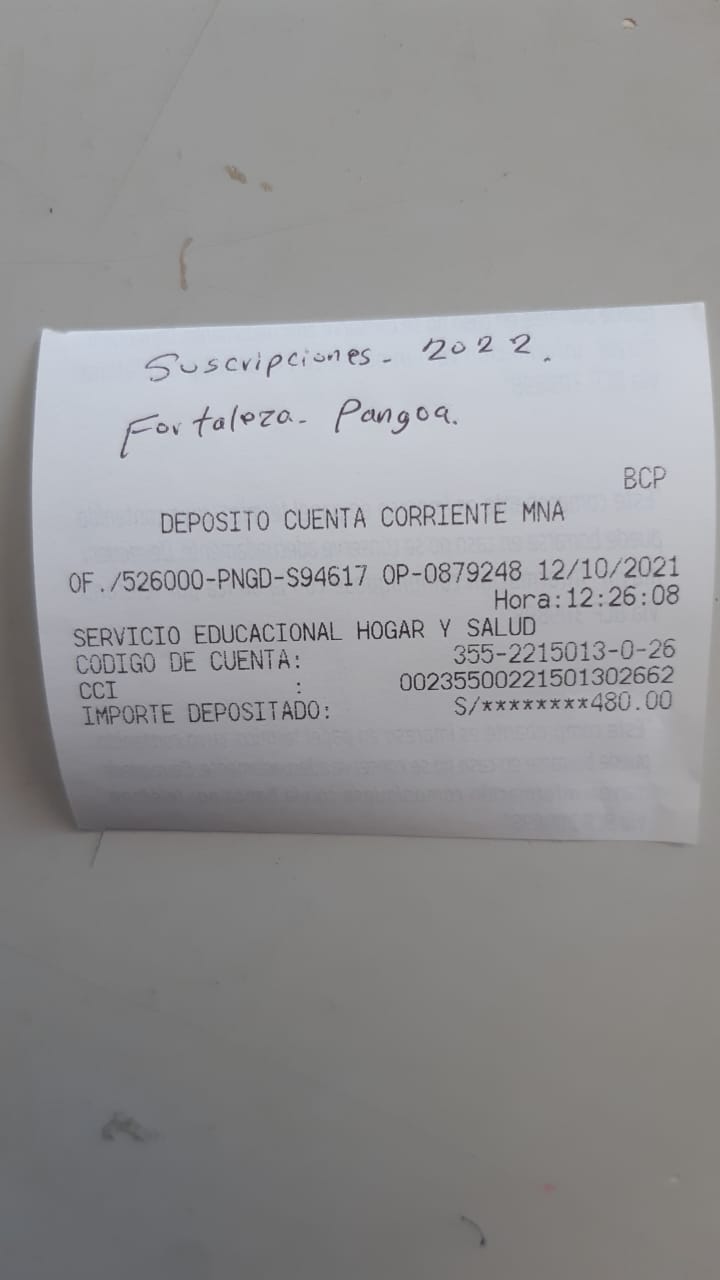 Suscripciones - 2022.
Fortaleza - Pangoa.
BCP
DEPOSITO CUENTA CORRIENTE MNA
OF./526000-PNGD-S94617 OP-0879248 12/10/2021
Hora:12:26:08
SERVICIO EDUCACIONAL HOGAR Y SALUD
CODIGO DE CUENTA: 355-2215013-0-26
CCI : 00235500221501302662
IMPORTE DEPOSITADO: S/********480.00